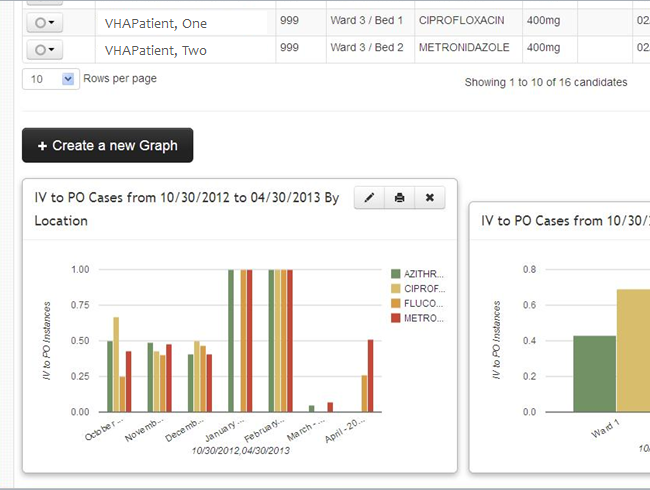 VHAPatient, One 999 Ward 3 / Bed 1 CIPROFLOXACIN 400mg 02
VHAPatient, Two 999 Ward 3 / Bed 2 METRONIDAZOLE 400mg 02
10 Rows per page
Showing 1 to 10 of 16 candidates
+ Create a new Graph
IV to PO Cases from 10/30/2012 to 04/30/2013 By
Location
IV to PO Instances
1.00
0.75
0.50
0.25
0.00
October ...
Novemb...
Decemb...
January ...
February...
March - ...
April - 20...
10/30/2012,04/30/2013
AZITHR...
CIPROF...
FLUCO...
METRO...
IV to PO Cases from 10/30/
IV to PO Instances
0.8
0.6
0.4
0.2
0.0
Ward 1
10/